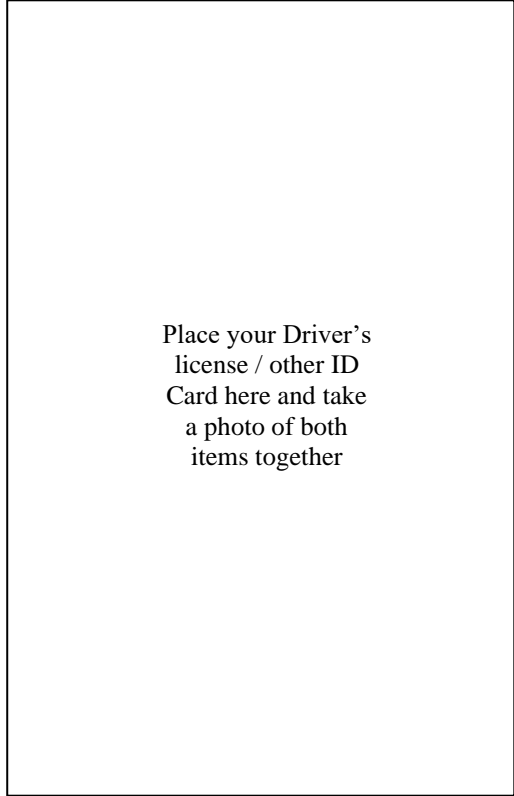 Place your Driver’s
license / other ID
Card here and take
a photo of both
items together